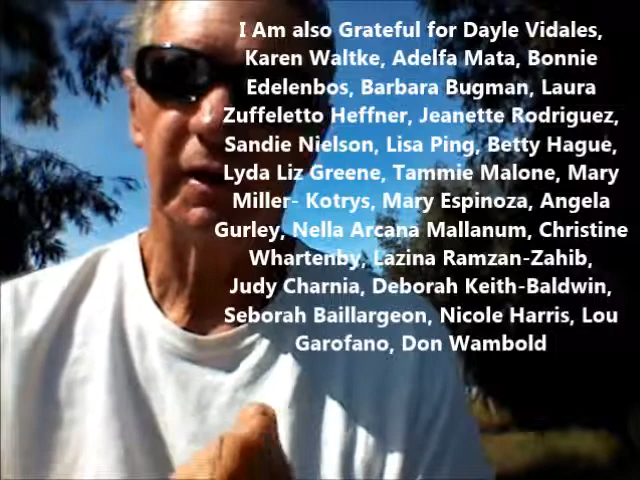 I Am also Grateful for Dayle Vidales,
Karen Waltke, Adelfa Mata, Bonnie
Edelenbos, Barbara Bugman, Laura
Zuffeletto Heffner, Jeanette Rodriguez,
Sandie Nielson, Lisa Ping, Betty Hague,
Lyda Liz Greene, Tammie Malone, Mary
Miller- Kotrys, Mary Espinoza, Angela
Gurley, Nella Arcana Mallanum, Christine
Whartenby, Lazina Ramzan-Zahib,
Judy Charnia, Deborah Keith-Baldwin,
Seborah Baillargeon, Nicole Harris, Lou
Garofano, Don Wambold